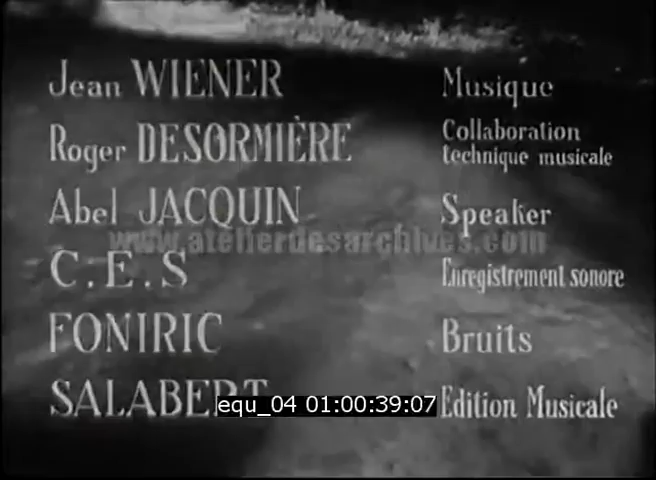 Jean WIENER Musique
Roger DESORMIÈRE Collaboration
technique musicale
Abel JACQUIN Speaker
www.atelierdesarchives.com
C.E.S Enregistrement sonore
FONIRIC Bruits
SALABERT Edition Musicale
equ_04 01:00:39:07